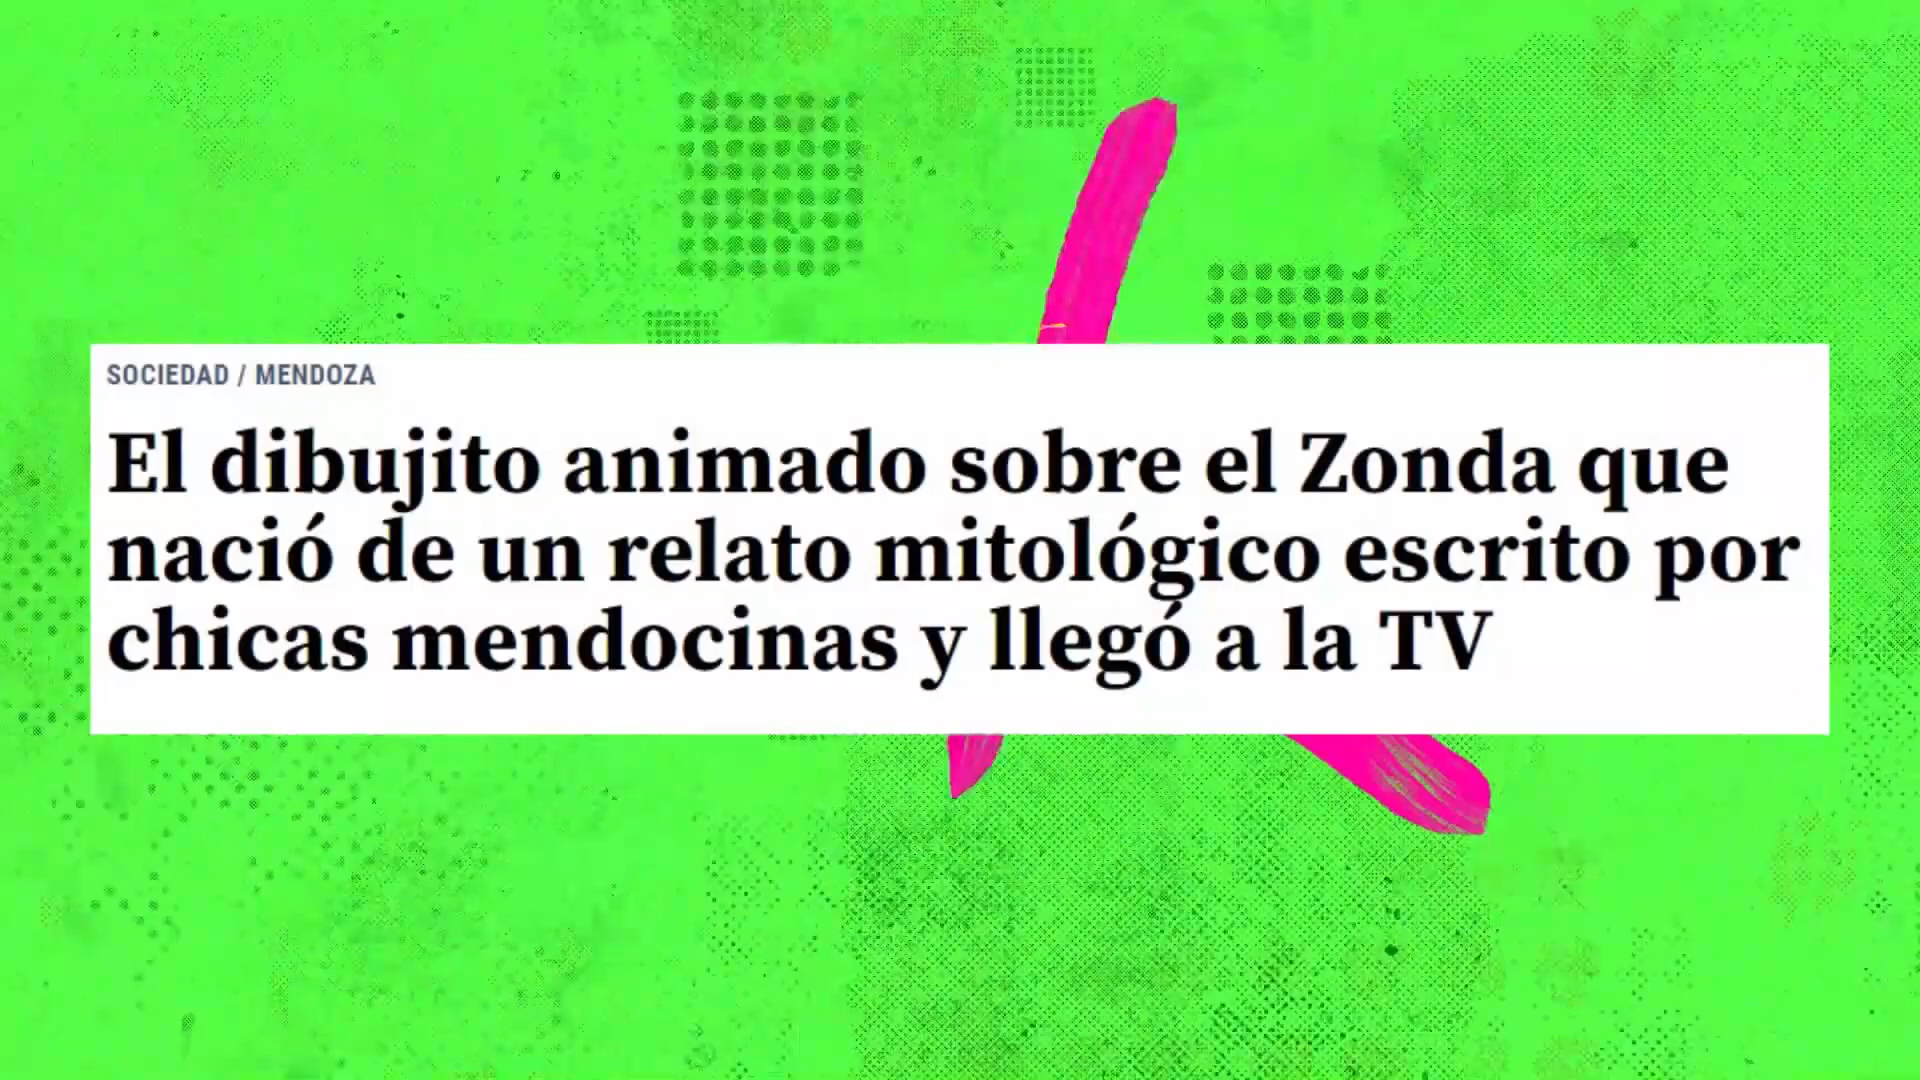 SOCIEDAD / MENDOZA
El dibujito animado sobre el Zonda que
nació de un relato mitológico escrito por
chicas mendocinas y llegó a la TV